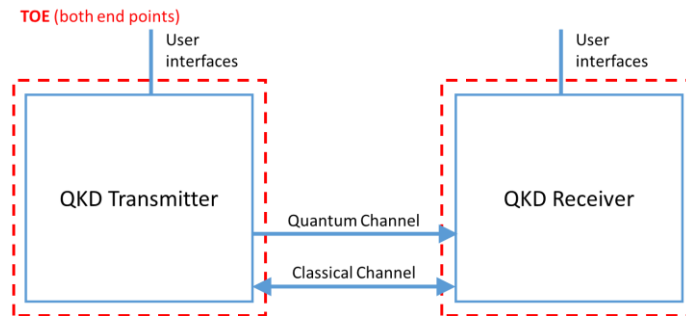 TOE (both end points)
User
interfaces
User
interfaces
QKD Transmitter
QKD Receiver
Quantum Channel
Classical Channel